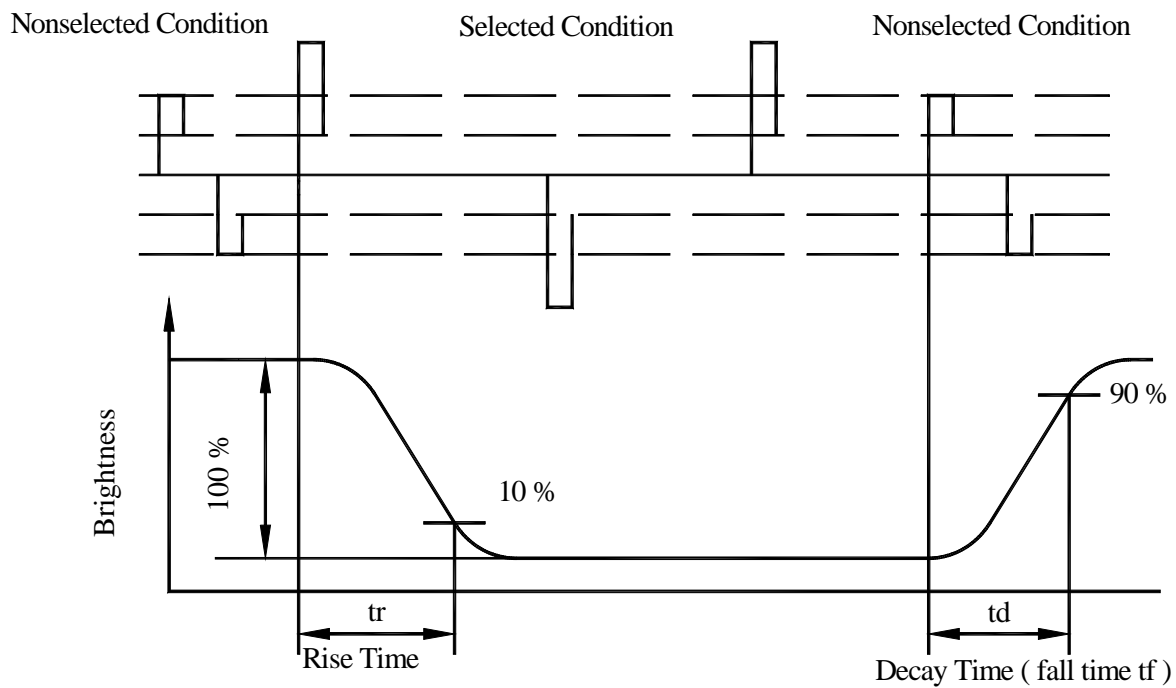 Nonselected Condition
Selected Condition
Nonselected Condition
Brightness
100 %
10 %
90 %
tr
Rise Time
td
Decay Time ( fall time tf )